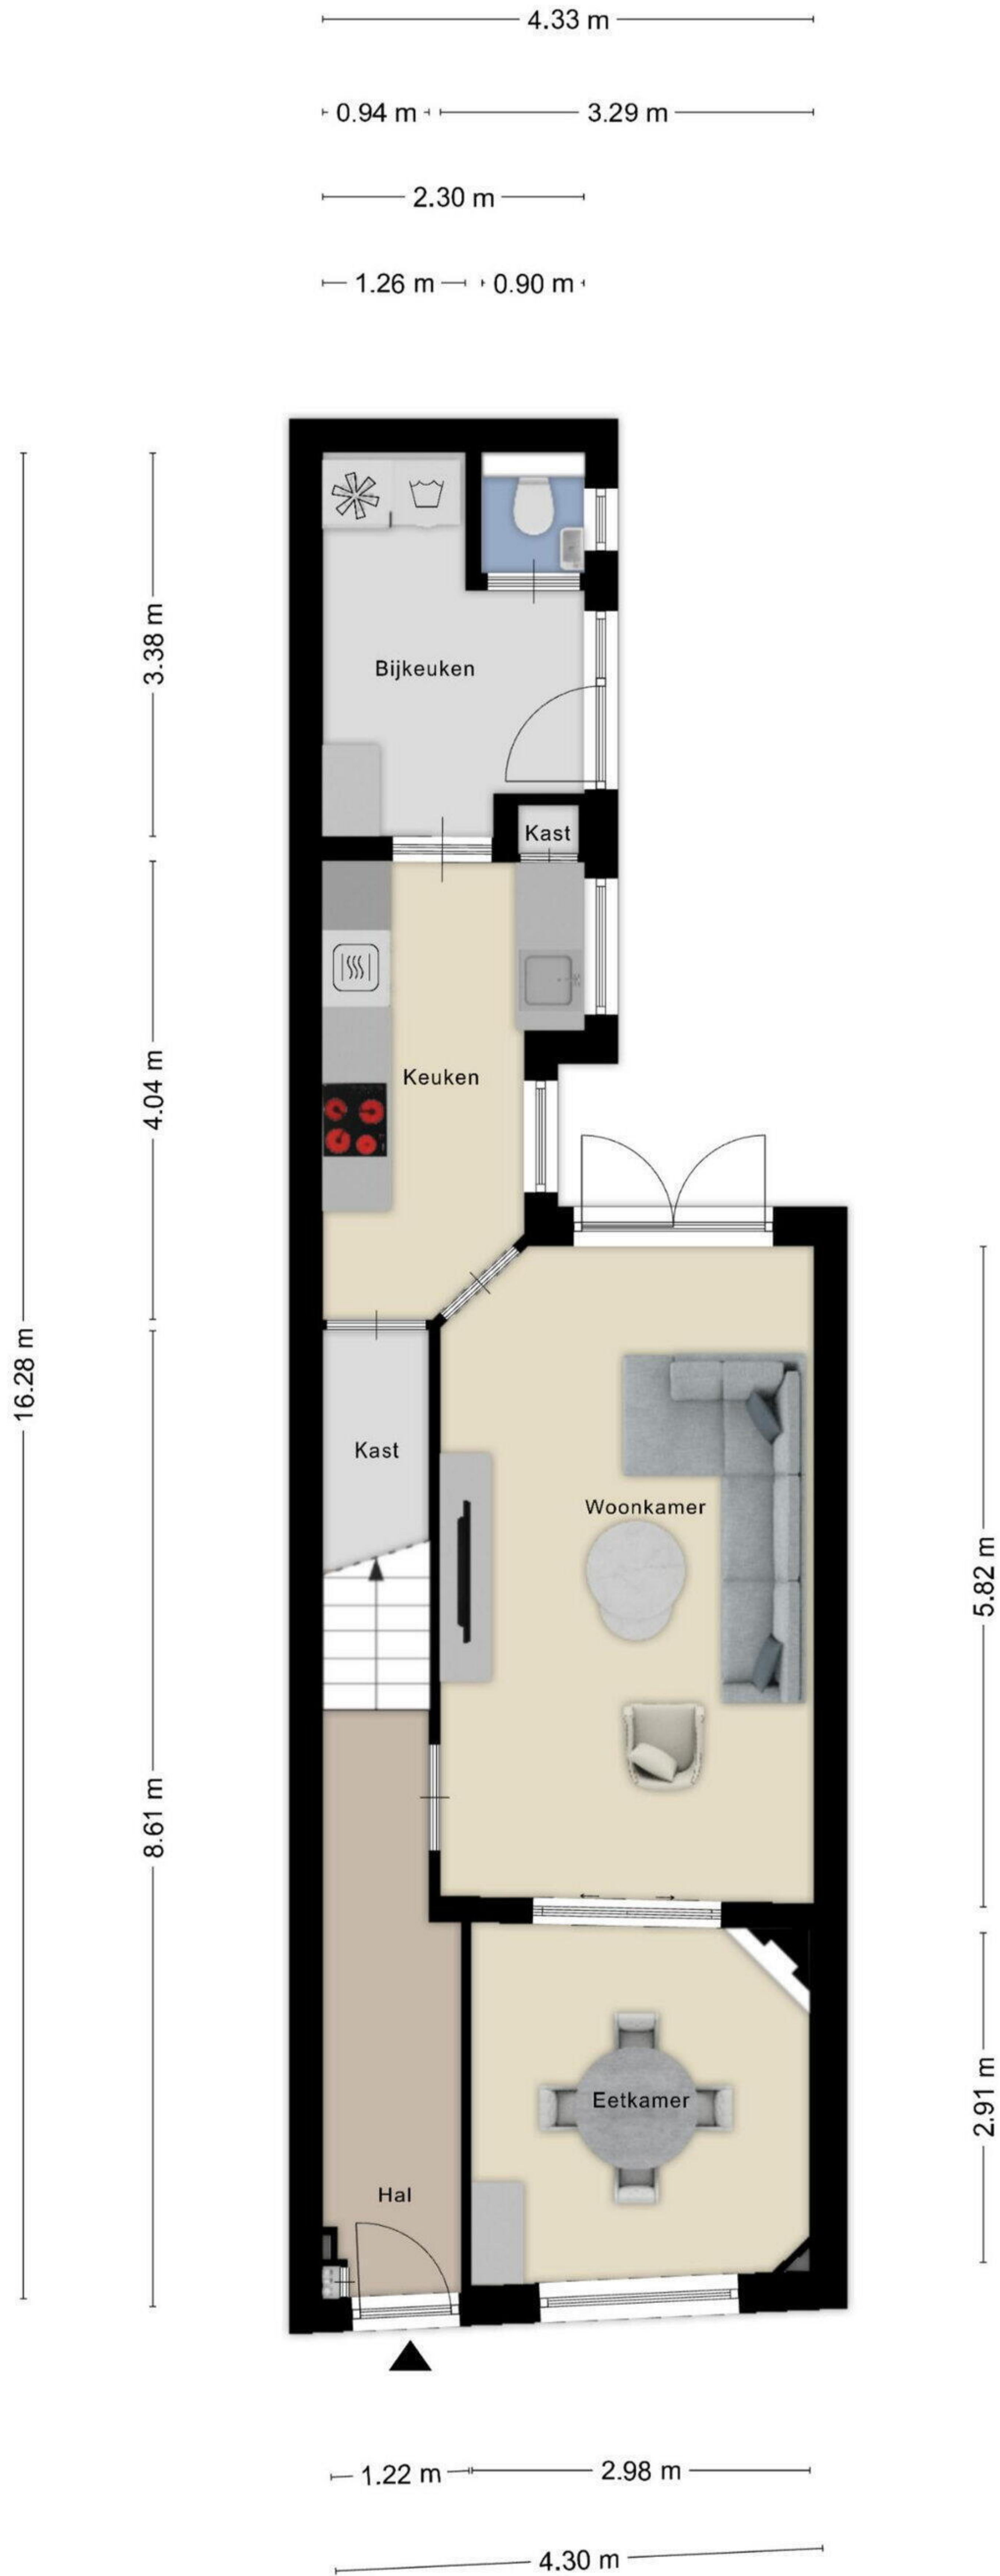 4.33 m
0.94 m
3.29 m
2.30 m
1.26 m
0.90 m
3.38 m
Bijkeuken
Kast
4.04 m
Keuken
16.28 m
Kast
Woonkamer
5.82 m
8.61 m
2.91 m
Eetkamer
Hal
1.22 m
2.98 m
4.30 m